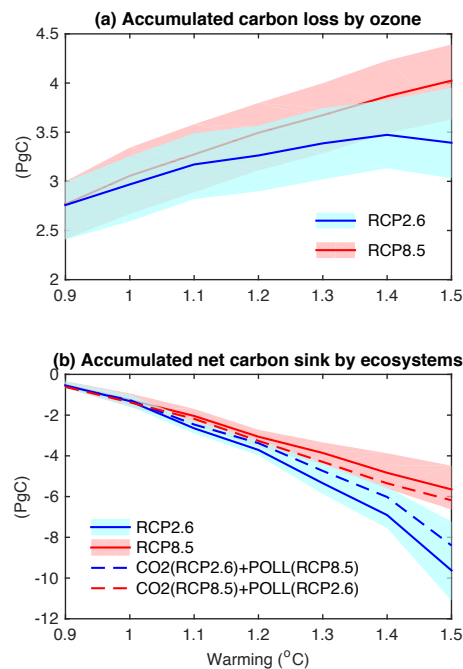 (a) Accumulated carbon loss by ozone
4.5
4
3.5
3
2.5
2
(PgC)
RCP2.6
RCP8.5
0.9 1 1.1 1.2 1.3 1.4 1.5
(b) Accumulated net carbon sink by ecosystems
0
-2
-4
-6
-8
-10
-12
(PgC)
RCP2.6
RCP8.5
CO2(RCP2.6)+POLL(RCP8.5)
CO2(RCP8.5)+POLL(RCP2.6)
0.9 1 1.1 1.2 1.3 1.4 1.5
Warming (°C)